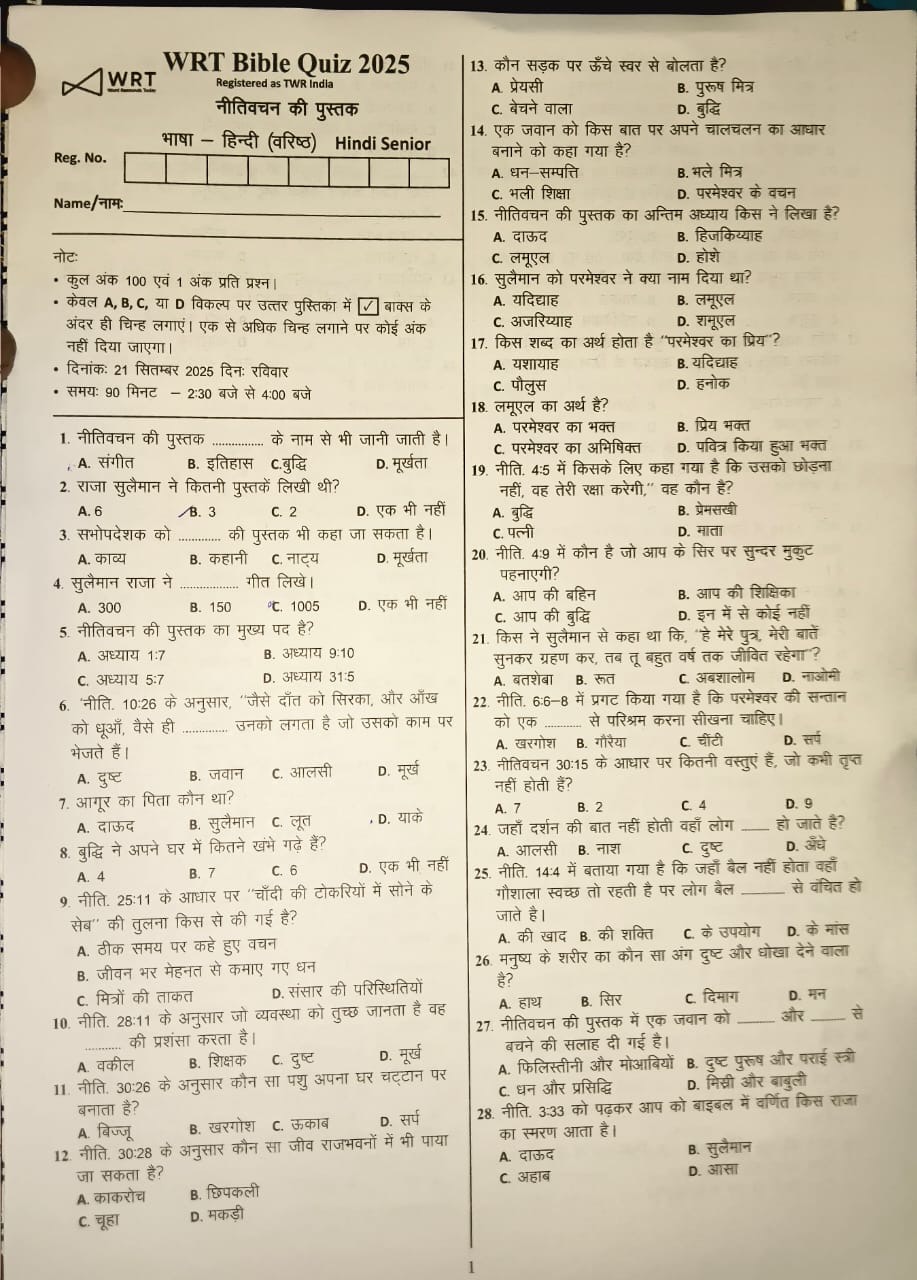 WRT
WRT Bible Quiz 2025
Registered as TWR India
नीतिवचन की पुस्तक
भाषा – हिन्दी (वरिष्ठ) Hindi Senior
Reg. No.
Name/नामः
नोटः
• कुल अंक 100 एवं 1 अंक प्रति प्रश्न।
• केवल A, B, C, या D विकल्प पर उत्तर पुस्तिका में ✓ बाक्स के
अंदर ही चिन्ह लगाएं। एक से अधिक चिन्ह लगाने पर कोई अंक
नहीं दिया जाएगा।
• दिनांकः 21 सितम्बर 2025 दिनः रविवार
• समयः 90 मिनट – 2:30 बजे से 4:00 बजे
1. नीतिवचन की पुस्तक ............... के नाम से भी जानी जाती है।
A. संगीत B. इतिहास C.बुद्धि D. मूर्खता
2. राजा सुलैमान ने कितनी पुस्तकें लिखी थी?
A. 6 B. 3 C. 2 D. एक भी नहीं
3. सभोपदेशक को ............ की पुस्तक भी कहा जा सकता है।
A. काव्य B. कहानी C. नाट्य D. मूर्खता
4. सुलैमान राजा ने ................. गीत लिखे।
A. 300 B. 150 C. 1005 D. एक भी नहीं
5. नीतिवचन की पुस्तक का मुख्य पद है?
A. अध्याय 1:7 B. अध्याय 9:10
C. अध्याय 5:7 D. अध्याय 31:5
6. ‘नीति. 10:26 के अनुसार, ‘‘जैसे दाँत को सिरका, और आँख
को धूआँ, वैसे ही ............. उनको लगता है जो उसको काम पर
भेजते हैं।
A. दुष्ट B. जवान C. आलसी D. मूर्ख
7. आगूर का पिता कौन था?
A. दाऊद B. सुलैमान C. लूत D. याके
8. बुद्धि ने अपने घर में कितने खंभे गढ़े हैं?
A. 4 B. 7 C. 6 D. एक भी नहीं
9. नीति. 25:11 के आधार पर ‘‘चाँदी की टोकरियों में सोने के
सेब’’ की तुलना किस से की गई है?
A. ठीक समय पर कहे हुए वचन
B. जीवन भर मेहनत से कमाए गए धन
C. मित्रों की ताकत D. संसार की परिस्थितियों
10. नीति. 28:11 के अनुसार जो व्यवस्था को तुच्छ जानता है वह
........... की प्रशंसा करता है।
A. वकील B. शिक्षक C. दुष्ट D. मूर्ख
11. नीति. 30:26 के अनुसार कौन सा पशु अपना घर चट्टान पर
बनाता है?
A. बिज्जू B. खरगोश C. ऊकाब D. सर्प
12. नीति. 30:28 के अनुसार कौन सा जीव राजभवनों में भी पाया
जा सकता है?
A. काकरोच B. छिपकली
C. चूहा D. मकड़ी
13. कौन सड़क पर ऊँचे स्वर से बोलता है?
A. प्रेयसी B. पुरूष मित्र
C. बेचने वाला D. बुद्धि
14. एक जवान को किस बात पर अपने चालचलन का आधार
बनाने को कहा गया है?
A. धन–सम्पत्ति B. भले मित्र
C. भली शिक्षा D. परमेश्वर के वचन
15. नीतिवचन की पुस्तक का अन्तिम अध्याय किस ने लिखा है?
A. दाऊद B. हिजकिय्याह
C. लमूएल D. होशे
16. सुलैमान को परमेश्वर ने क्या नाम दिया था?
A. यदिद्याह B. लमूएल
C. अजरिय्याह D. शमूएल
17. किस शब्द का अर्थ होता है ‘‘परमेश्वर का प्रिय’’?
A. यशायाह B. यदिद्याह
C. पौलुस D. हनोक
18. लमूएल का अर्थ है?
A. परमेश्वर का भक्त B. प्रिय भक्त
C. परमेश्वर का अभिषिक्त D. पवित्र किया हुआ भक्त
19. नीति. 4:5 में किसके लिए कहा गया है कि उसको छोड़ना
नहीं, वह तेरी रक्षा करेगी,’’ वह कौन है?
A. बुद्धि B. प्रेमसखी
C. पत्नी D. माता
20. नीति. 4:9 में कौन है जो आप के सिर पर सुन्दर मुकुट
पहनाएगी?
A. आप की बहिन B. आप की शिक्षिका
C. आप की बुद्धि D. इन में से कोई नहीं
21. किस ने सुलैमान से कहा था कि, ‘‘हे मेरे पुत्र, मेरी बातें
सुनकर ग्रहण कर, तब तू बहुत वर्ष तक जीवित रहेगा’’?
A. बतशेबा B. रूत C. अबशालोम D. नाओमी
22. नीति. 6:6–8 में प्रगट किया गया है कि परमेश्वर की सन्तान
को एक ........... से परिश्रम करना सीखना चाहिए।
A. खरगोश B. गौरैया C. चींटी D. सर्प
23. नीतिवचन 30:15 के आधार पर कितनी वस्तुएं हैं, जो कभी तृप्त
नहीं होती हैं?
A. 7 B. 2 C. 4 D. 9
24. जहाँ दर्शन की बात नहीं होती वहाँ लोग _____ हो जाते है?
A. आलसी B. नाश C. दुष्ट D. अँधे
25. नीति. 14:4 में बताया गया है कि जहाँ बैल नहीं होता वहाँ
गौशाला स्वच्छ तो रहती है पर लोग बैल _______ से वंचित हो
जाते है।
A. की खाद B. की शक्ति C. के उपयोग D. के मांस
26. मनुष्य के शरीर का कौन सा अंग दुष्ट और धोखा देने वाला
है?
A. हाथ B. सिर C. दिमाग D. मन
27. नीतिवचन की पुस्तक में एक जवान को ______ और ______ से
बचने की सलाह दी गई है।
A. फिलिस्तीनी और मोआबियों B. दुष्ट पुरूष और पराई स्त्री
C. धन और प्रसिद्धि D. मिस्री और बाबुली
28. नीति. 3:33 को पढ़कर आप को बाइबल में वर्णित किस राजा
का स्मरण आता है।
A. दाऊद B. सुलैमान
C. अहाब D. आसा
1